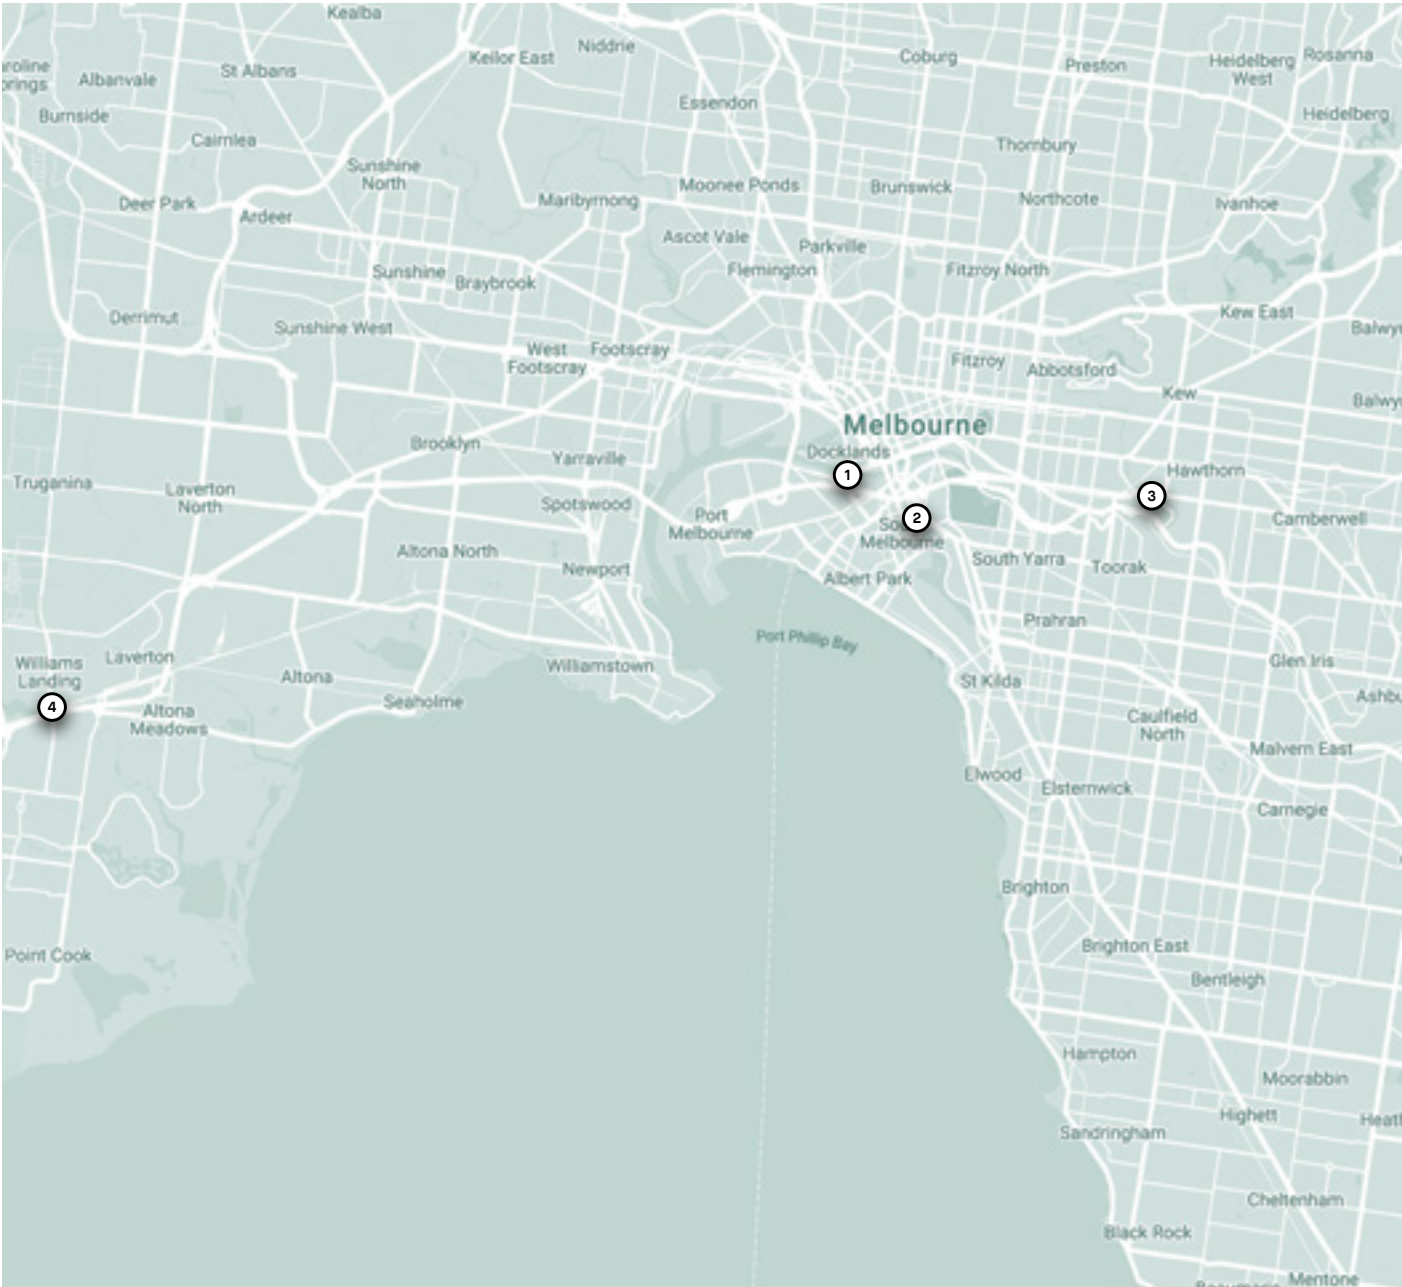 Kealba
Niddrie
Keilor East
Coburg
Preston
Heidelberg
West
Rosanna
aroline
orings
Albanvale
St Albans
Essendon
Heidelberg
Burnside
Cairnlea
Thornbury
Sunshine
North
Moonee Ponds
Brunswick
Northcote
Ivanhoe
Deer Park
Ardeer
Maribyrnong
Ascot Vale
Parkville
Sunshine
Braybrook
Flemington
Fitzroy North
Derrimut
Sunshine West
Kew East
Balwy
West
Footscray
Footscray
Fitzroy
Abbotsford
Kew
Balwy
Melbourne
Brooklyn
Yarraville
Docklands
1
Hawthorn
Truganina
Laverton
North
Spotswood
Port
Melbourne
2
So
Melbourne
3
Camberwell
Altona North
Newport
Albert Park
South Yarra
Toorak
Prahran
Port Phillip Bay
Williams
Landing
Laverton
Altona
Williamstown
St Kilda
Glen Iris
4
Altona
Meadows
Seaholme
Caulfield
North
Ashbu
Malvern East
Elwood
Elsternwick
Carnegie
Brighton
Point Cook
Brighton East
Bentleigh
Hampton
Moorabbin
Highett
Heat
Sandringham
Cheltenham
Black Rock
Mentone